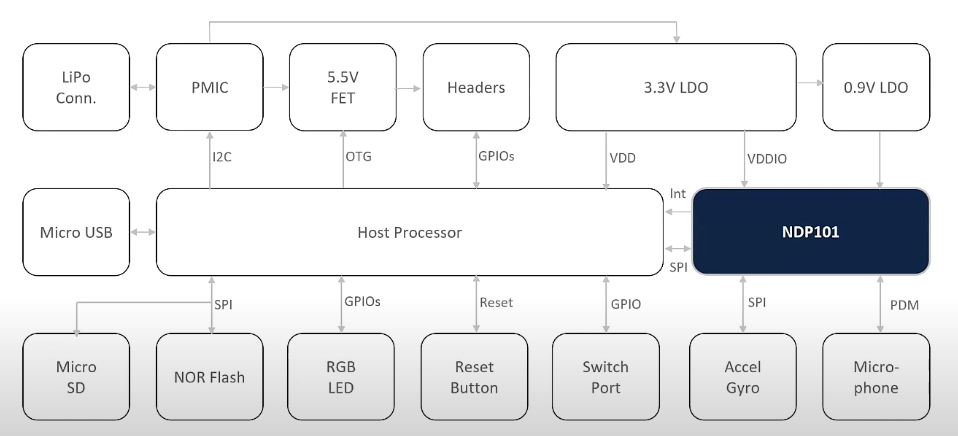 LiPo
Conn.
PMIC
5.5V
FET
Headers
3.3V LDO
0.9V LDO
I2C
OTG
GPIOs
VDD
VDDIO
Micro USB
Host Processor
Int
SPI
NDP101
SPI
GPIOs
Reset
GPIO
SPI
PDM
Micro
SD
NOR Flash
RGB
LED
Reset
Button
Switch
Port
Accel
Gyro
Micro-
phone